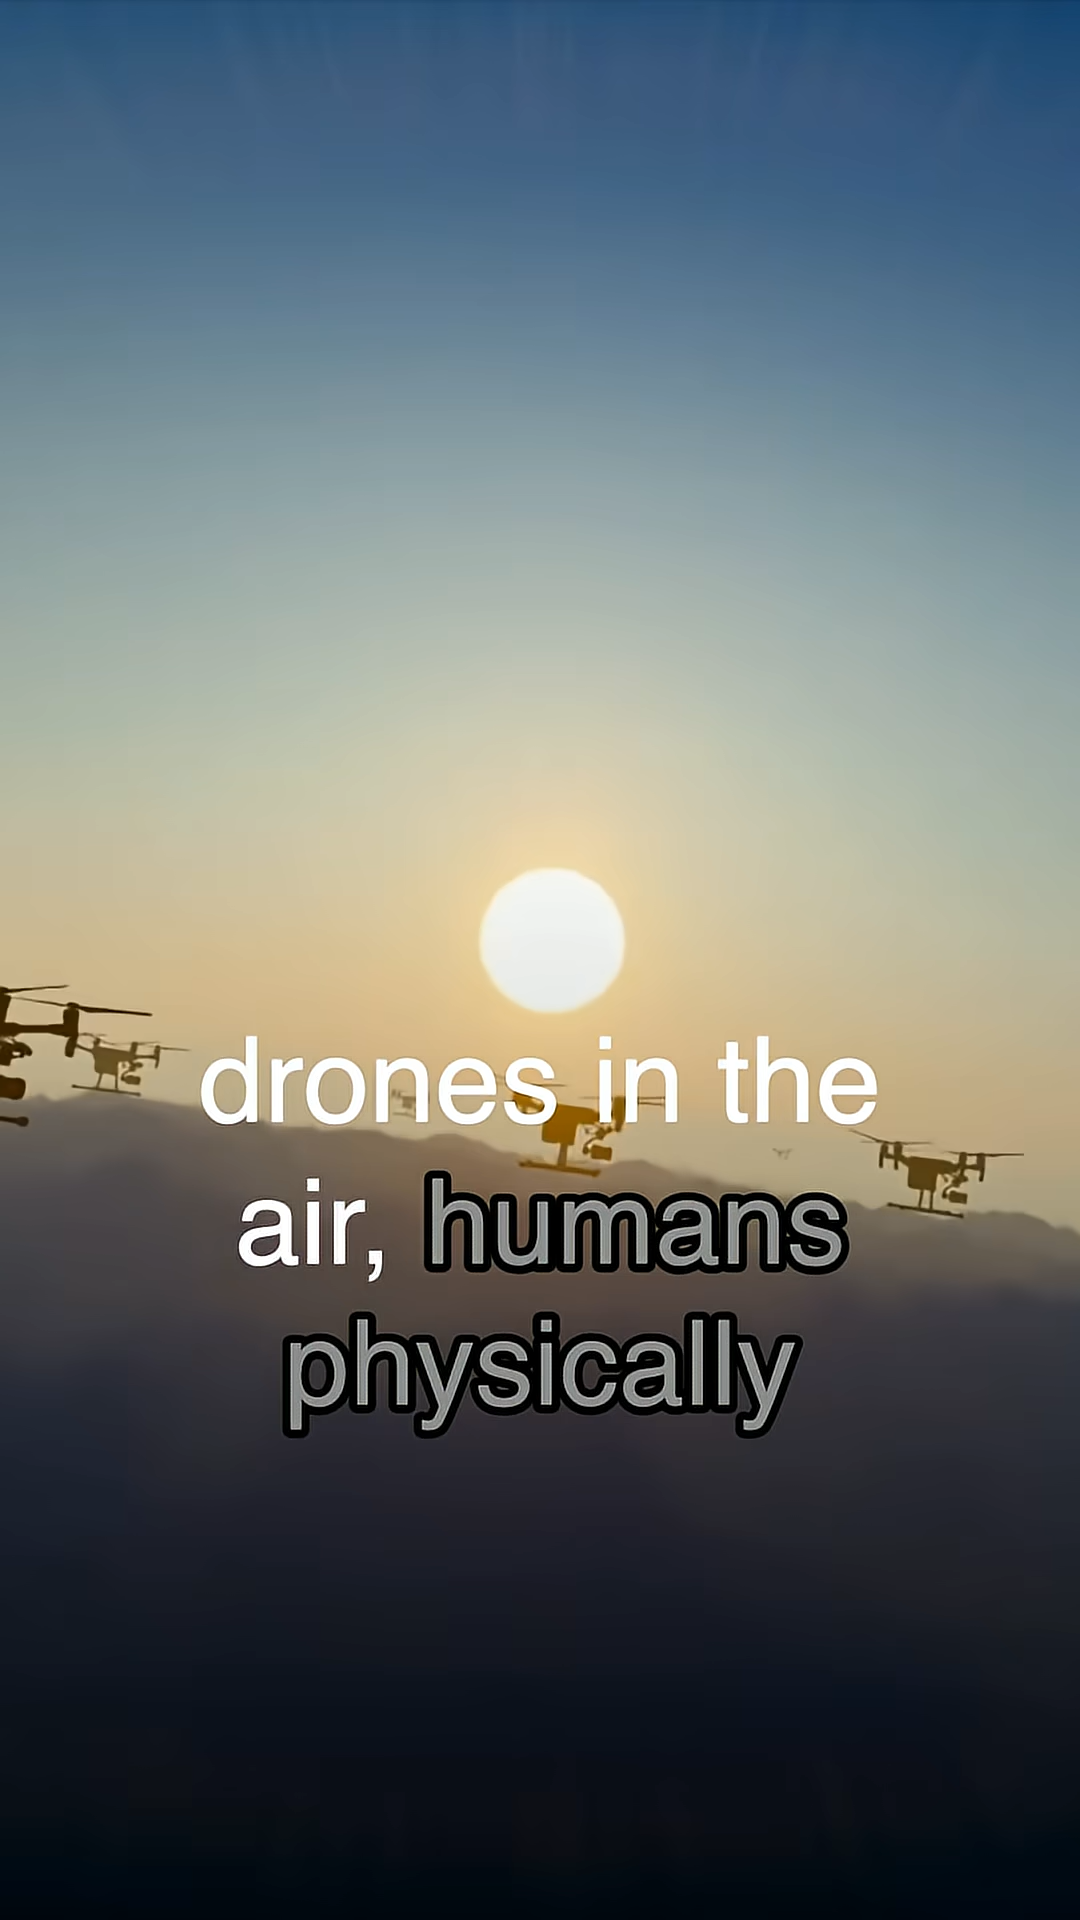 drones in the
air, humans
physically